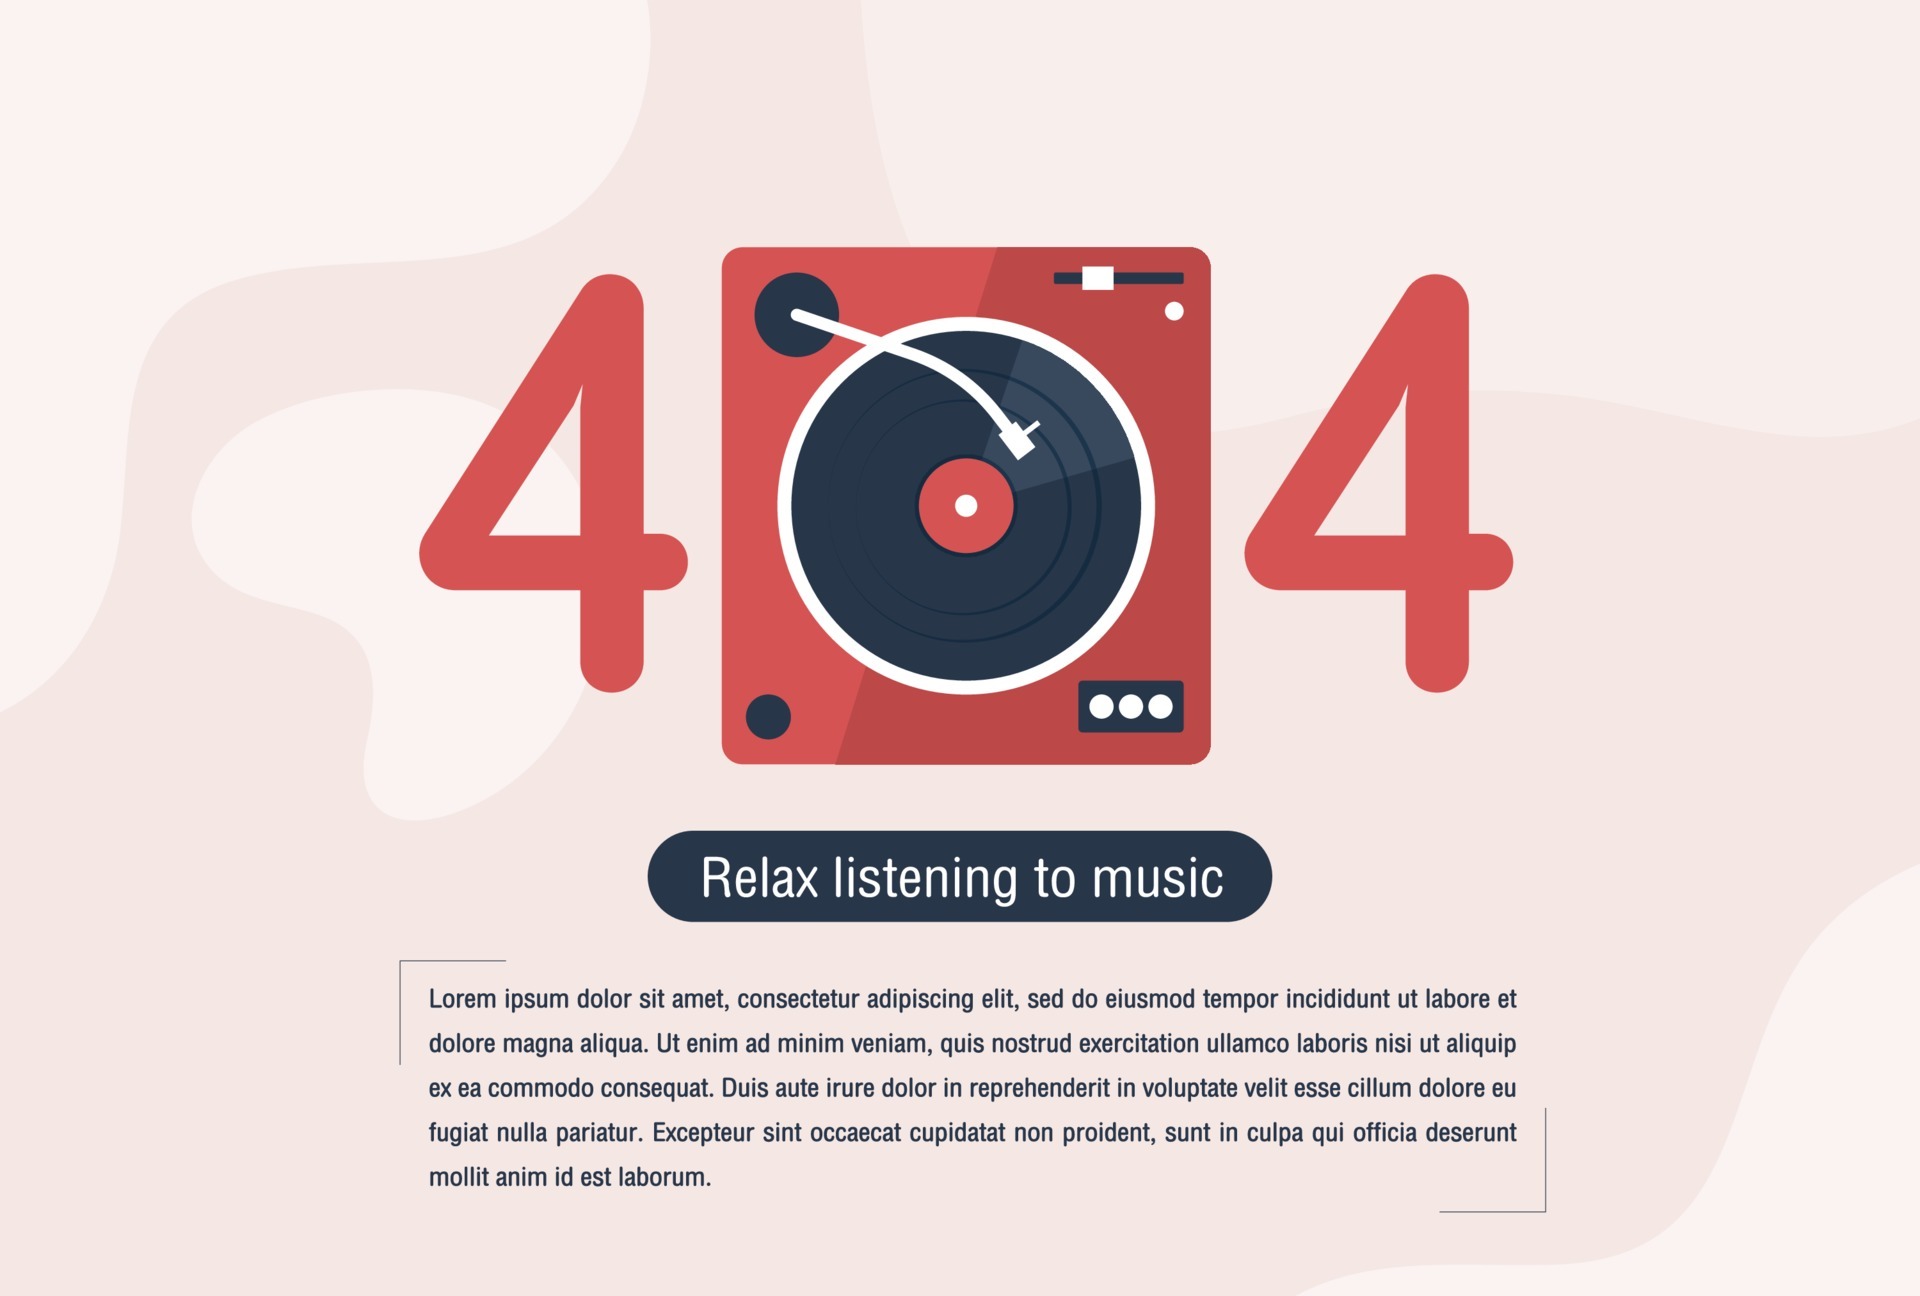 4 4
Relax listening to music
Lorem ipsum dolor sit amet, consectetur adipiscing elit, sed do eiusmod tempor incididunt ut labore et
dolore magna aliqua. Ut enim ad minim veniam, quis nostrud exercitation ullamco laboris nisi ut aliquip
ex ea commodo consequat. Duis aute irure dolor in reprehenderit in voluptate velit esse cillum dolore eu
fugiat nulla pariatur. Excepteur sint occaecat cupidatat non proident, sunt in culpa qui officia deserunt
mollit anim id est laborum.